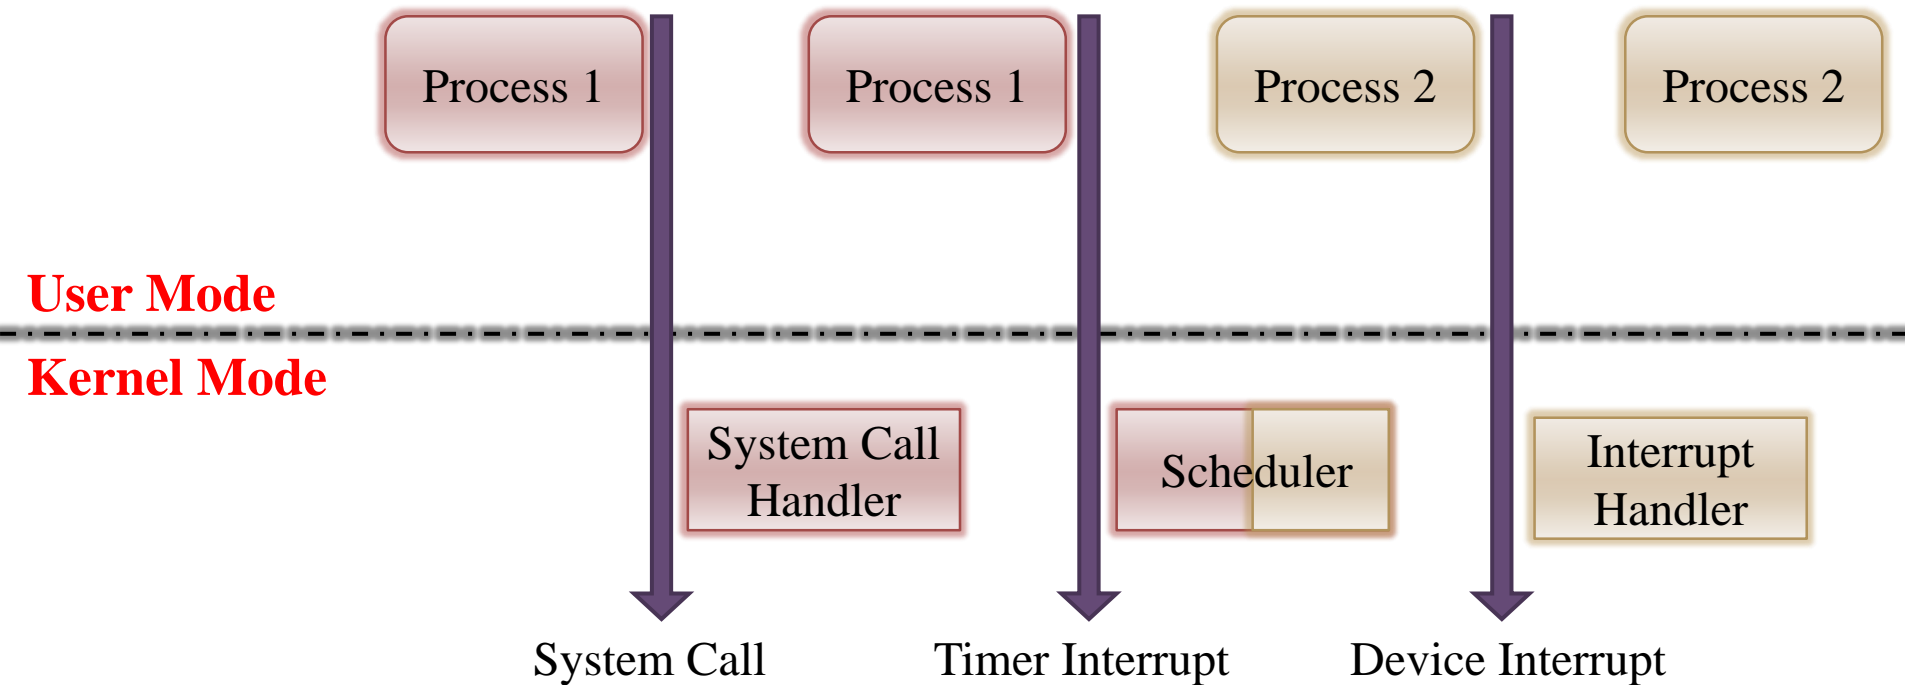 Process 1
Process 1
Process 2
Process 2
User Mode
Kernel Mode
System Call
Handler
Scheduler
Interrupt
Handler
System Call
Timer Interrupt
Device Interrupt